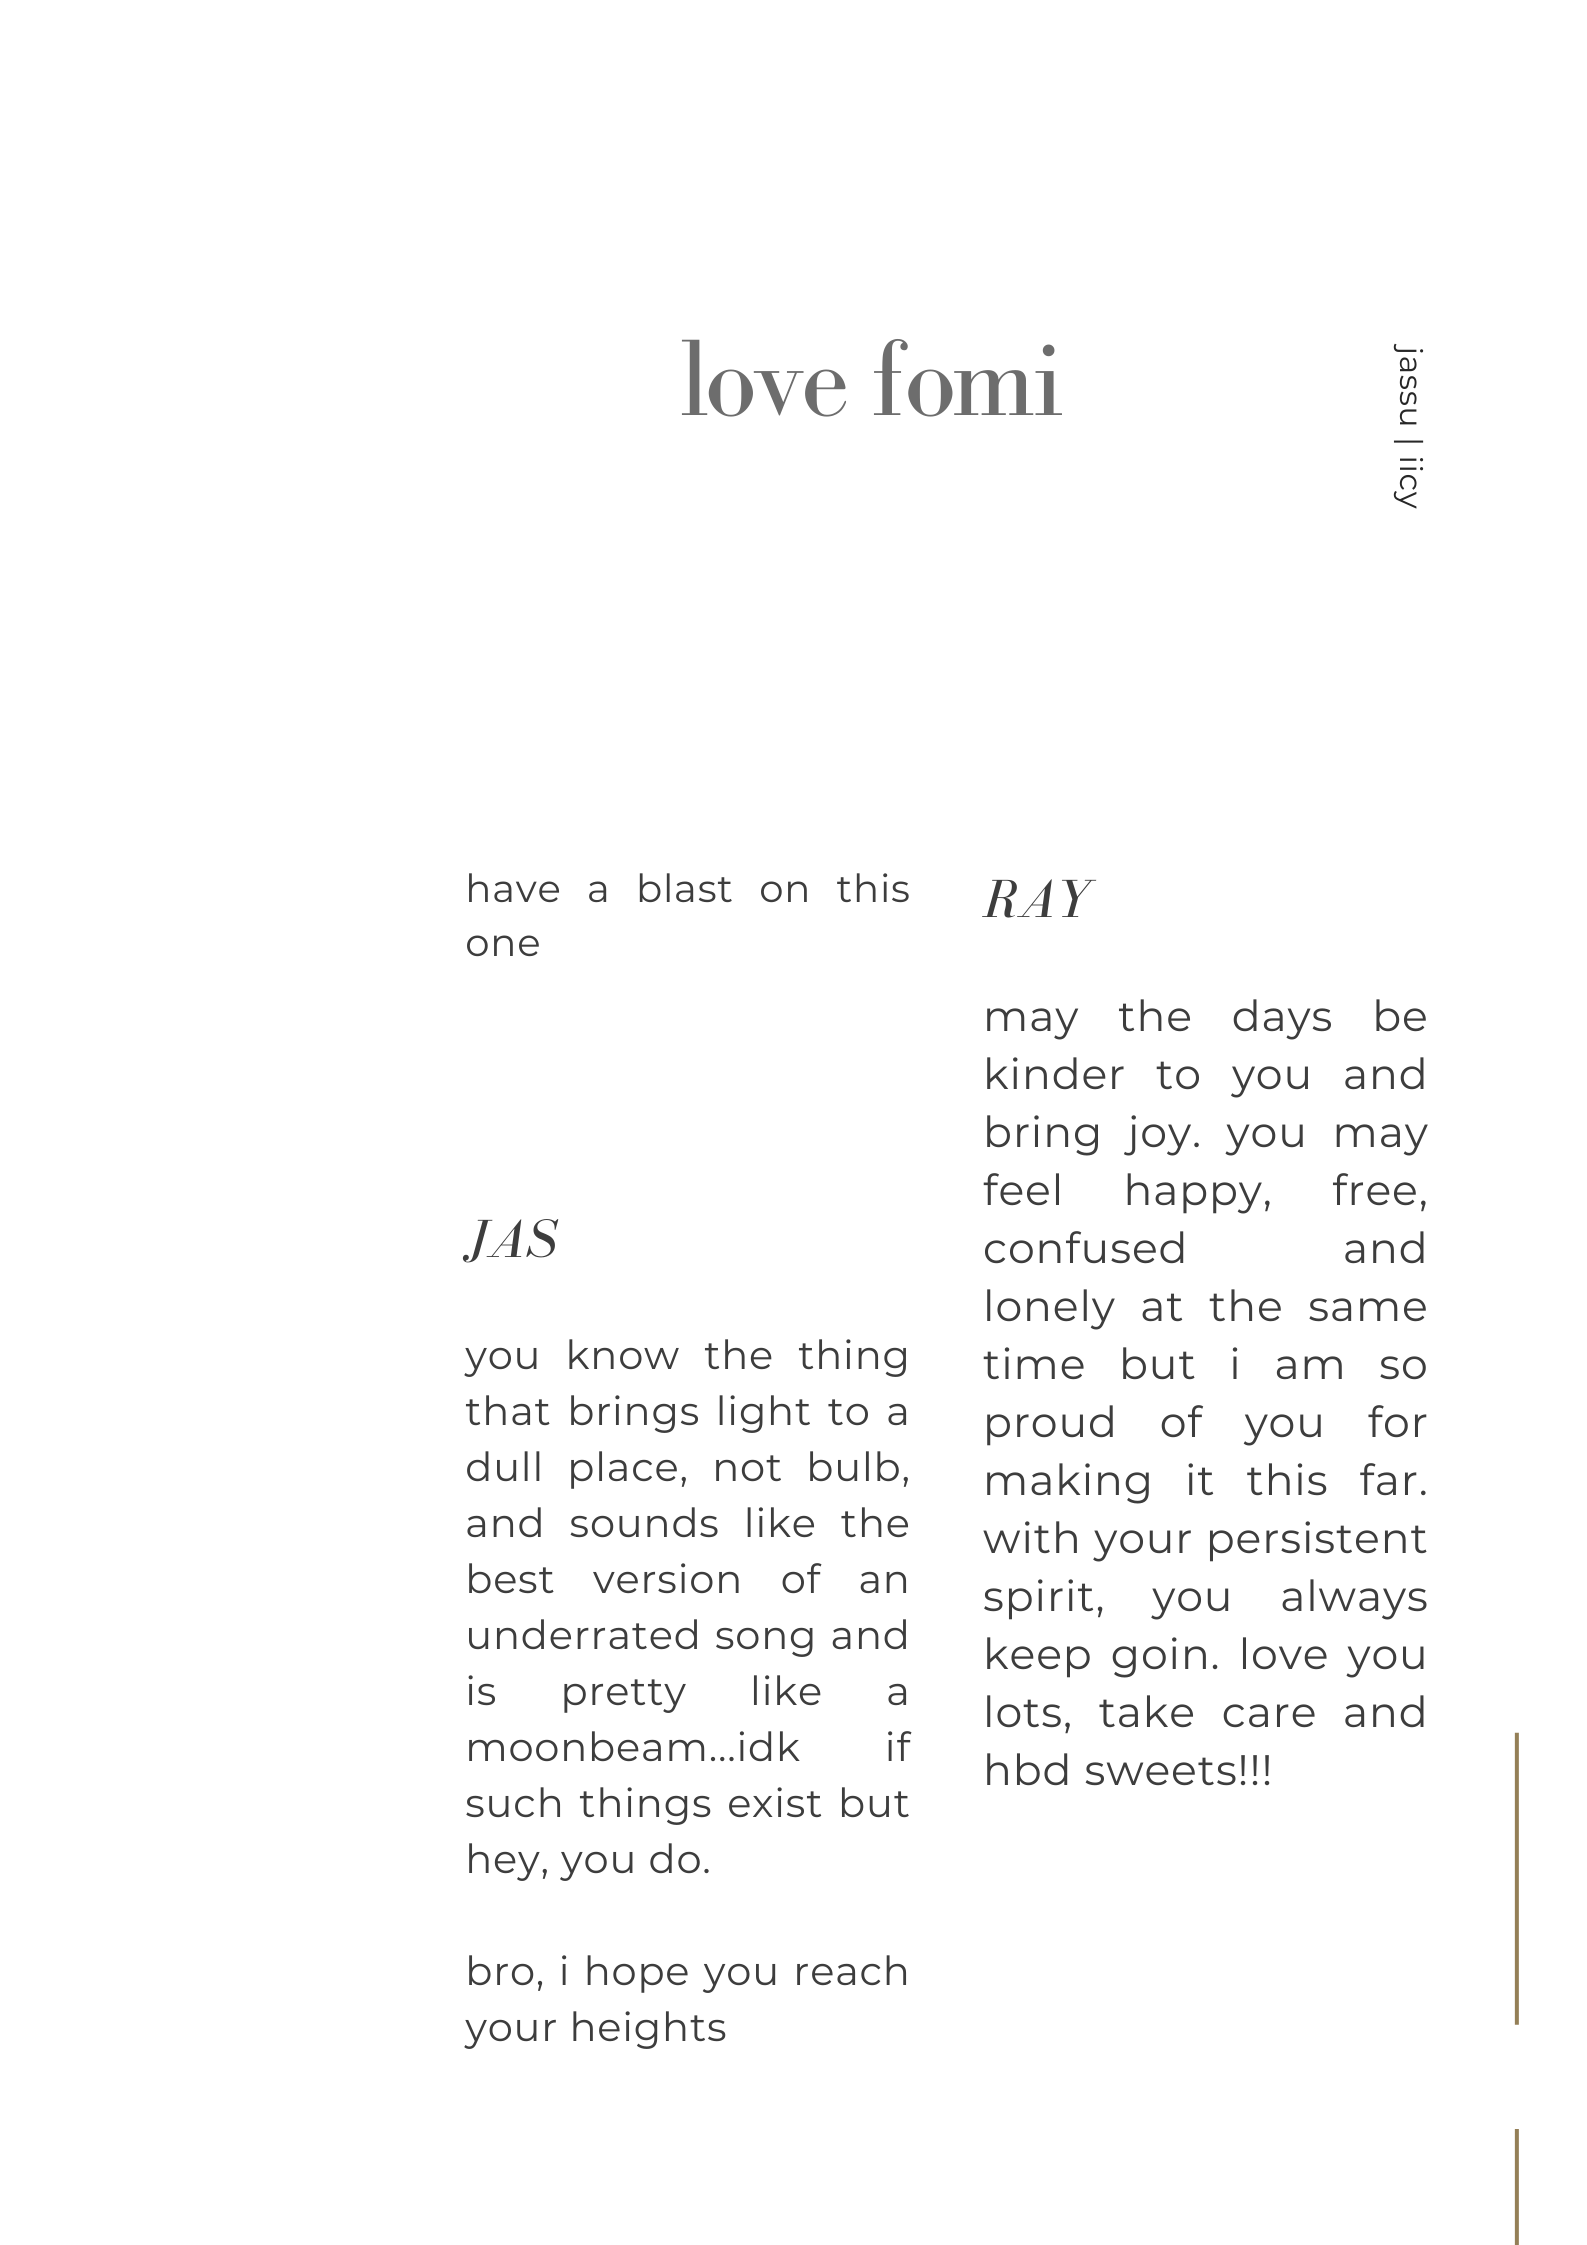 love fomi
jassu | iicy
have a blast on this
one
JAS
you know the thing
that brings light to a
dull place, not bulb,
and sounds like the
best version of an
underrated song and
is pretty like a
moonbeam...idk if
such things exist but
hey, you do.
bro, i hope you reach
your heights
RAY
may the days be
kinder to you and
bring joy. you may
feel happy, free,
confused and
lonely at the same
time but i am so
proud of you for
making it this far.
with your persistent
spirit, you always
keep goin. love you
lots, take care and
hbd sweets!!!